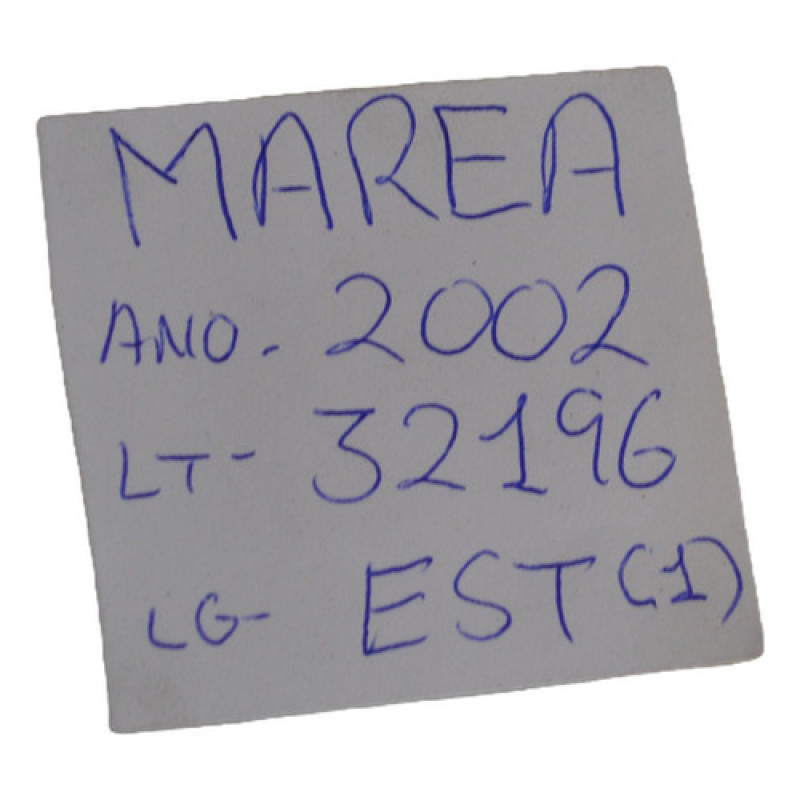 MAREA
ANO. 2002
LT- 32196
LG- EST (1)